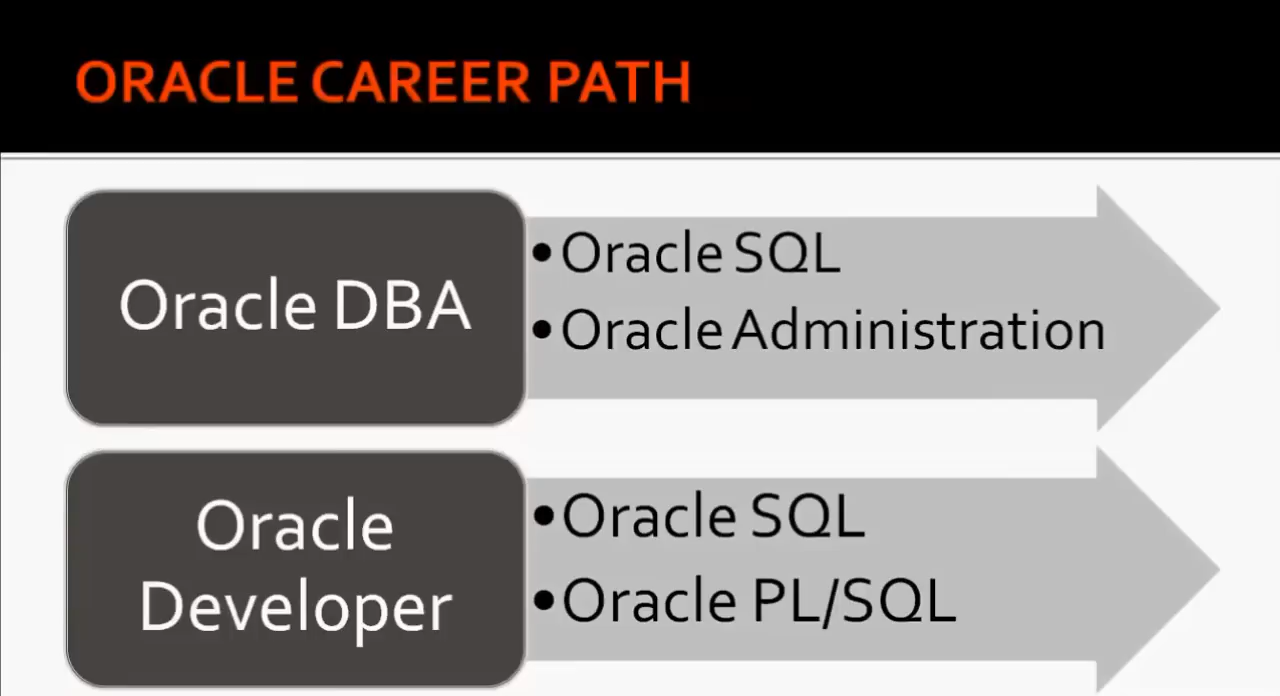 ORACLE CAREER PATH
Oracle DBA
•Oracle SQL
•Oracle Administration
Oracle
Developer
•Oracle SQL
•Oracle PL/SQL